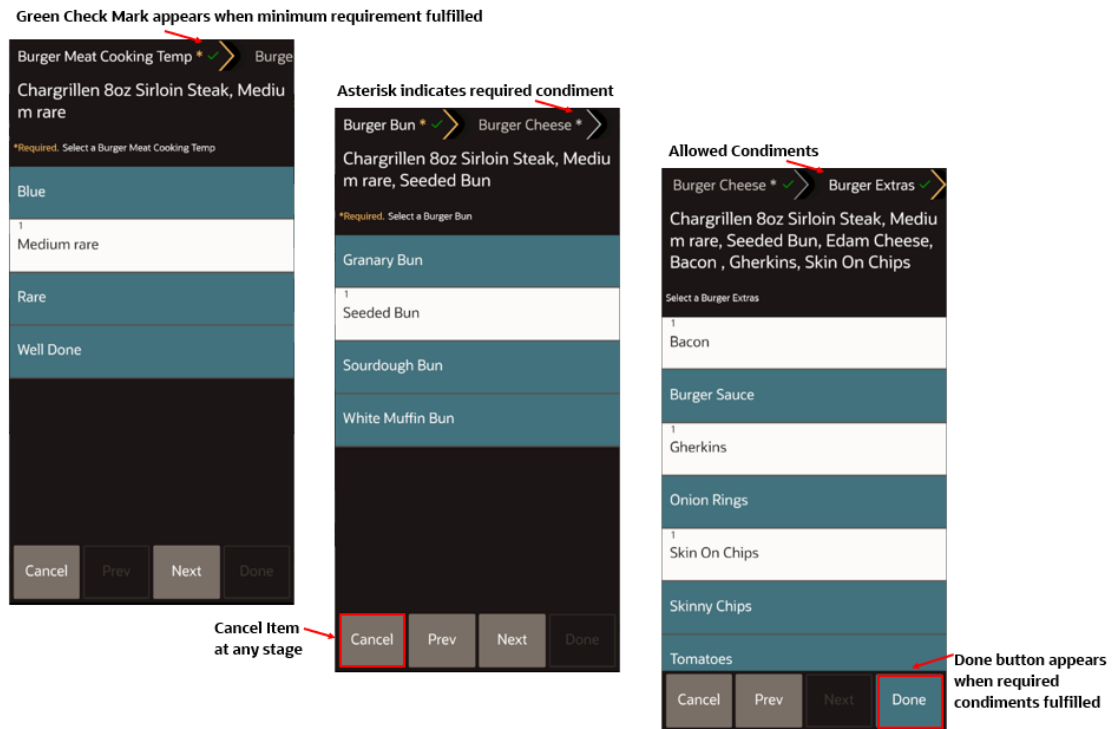 Green Check Mark appears when minimum requirement fulfilled
Burger Meat Cooking Temp * ✓ Burge
Chargrillen 8oz Sirloin Steak, Mediu
m rare
*Required. Select a Burger Meat Cooking Temp
Blue
1
Medium rare
Rare
Well Done
Cancel Prev Next Done
Asterisk indicates required condiment
Burger Bun * ✓ Burger Cheese *
Chargrillen 8oz Sirloin Steak, Mediu
m rare, Seeded Bun
*Required. Select a Burger Bun
Granary Bun
1
Seeded Bun
Sourdough Bun
White Muffin Bun
Cancel Prev Next Done
Cancel Item
at any stage
Allowed Condiments
Burger Cheese * ✓ Burger Extras ✓
Chargrillen 8oz Sirloin Steak, Mediu
m rare, Seeded Bun, Edam Cheese,
Bacon , Gherkins, Skin On Chips
Select a Burger Extras
1
Bacon
Burger Sauce
1
Gherkins
Onion Rings
1
Skin On Chips
Skinny Chips
Tomatoes
Cancel Prev Next Done
Done button appears
when required
condiments fulfilled